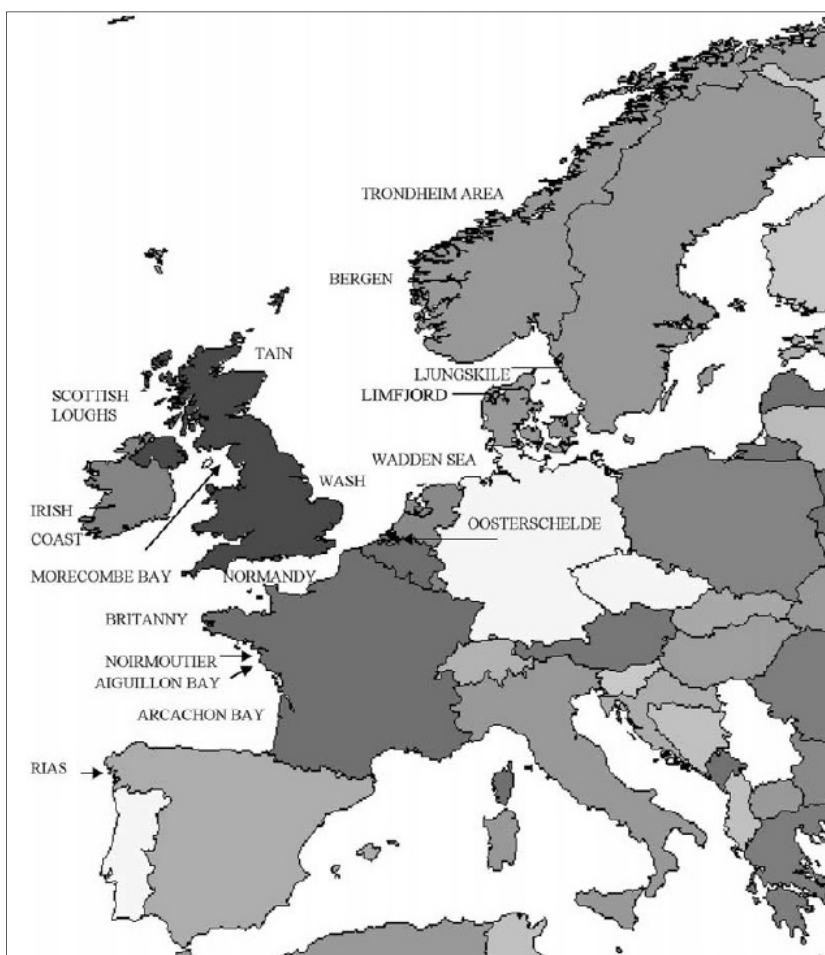 TRONDHEIM AREA
BERGEN
TAIN
LJUNGSKILE
SCOTTISH
LOUGHS
LIMFJORD
WADDEN SEA
WASH
IRISH
COAST
OOSTERSCHELDE
MORECOMBE BAY
NORMANDY
BRITANNY
NOIRMOUTIER
AIGUILLON BAY
ARCACHON BAY
RIAS